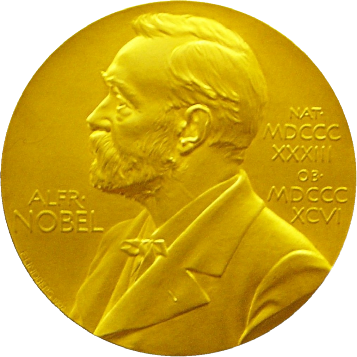 ALFR·
NOBEL
NAT·
MDCCC
XXXIII
OB·
MDCCC
XCVI